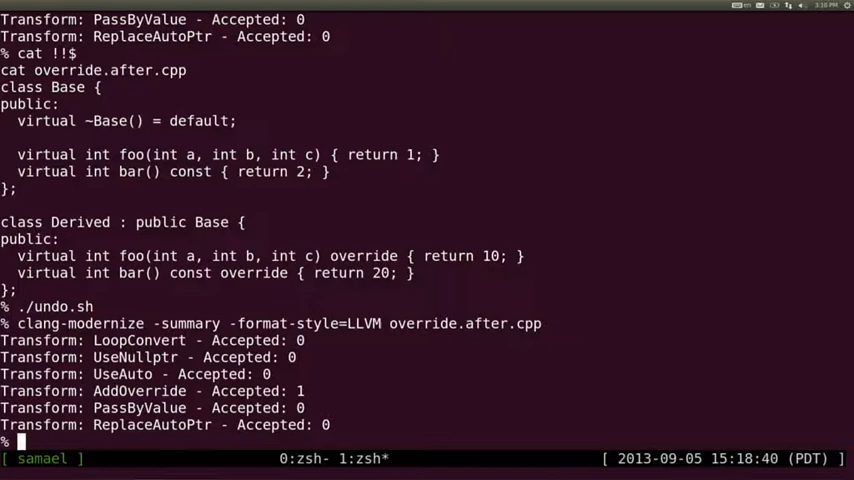 en 3:18 PM
Transform: PassByValue - Accepted: 0
Transform: ReplaceAutoPtr - Accepted: 0
% cat !!$
cat override.after.cpp
class Base {
public:
virtual ~Base() = default;
virtual int foo(int a, int b, int c) { return 1; }
virtual int bar() const { return 2; }
};
class Derived : public Base {
public:
virtual int foo(int a, int b, int c) override { return 10; }
virtual int bar() const override { return 20; }
};
% ./undo.sh
% clang-modernize -summary -format-style=LLVM override.after.cpp
Transform: LoopConvert - Accepted: 0
Transform: UseNullptr - Accepted: 0
Transform: UseAuto - Accepted: 0
Transform: AddOverride - Accepted: 1
Transform: PassByValue - Accepted: 0
Transform: ReplaceAutoPtr - Accepted: 0
%
[ samael ] 0:zsh- 1:zsh* [ 2013-09-05 15:18:40 (PDT) ]